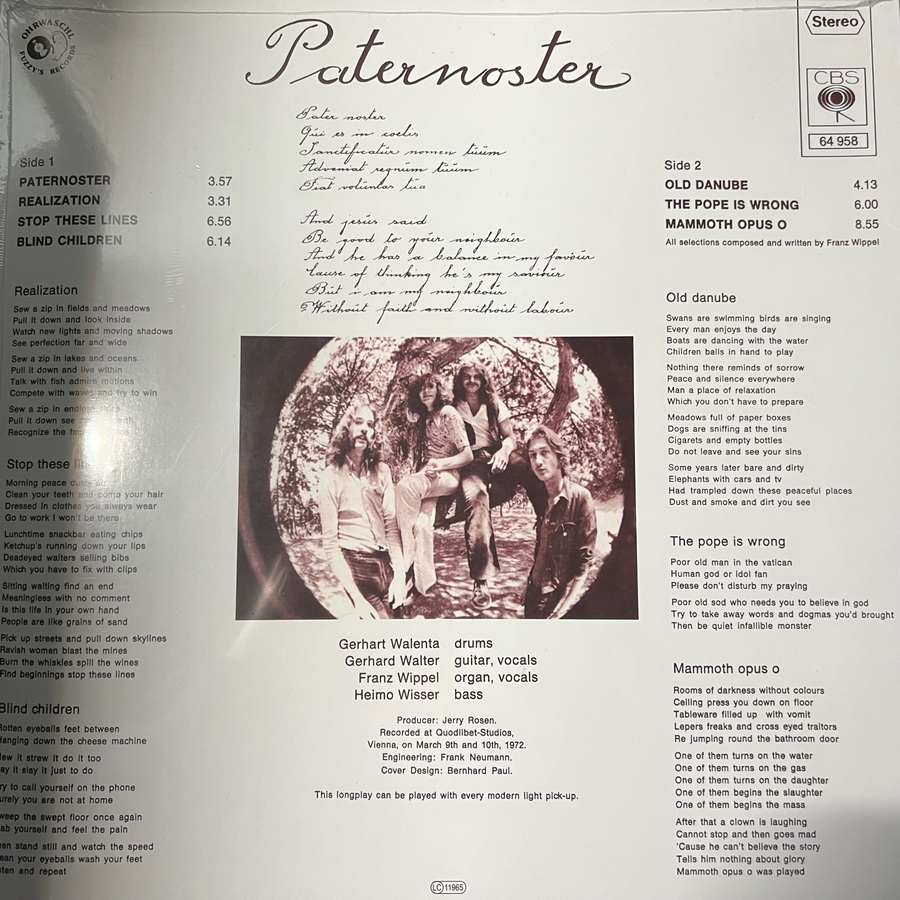 OHRWASCHL
FUZZY'S RECORDS
Paternoster
Stereo
CBS
64 958
Pater noster
Qui es in coelis
Sanctificatur nomen tuum
Adveniat regnum tuum
Fiat voluntas tua
And jesus said
Be good to your neighbour
And he has a balance in my favour
'cause of thinking he's my saviour
But i am my neighbour
Without faith and without labour
Side 1
PATERNOSTER 3.57
REALIZATION 3.31
STOP THESE LINES 6.56
BLIND CHILDREN 6.14
Side 2
OLD DANUBE 4.13
THE POPE IS WRONG 6.00
MAMMOTH OPUS O 8.55
All selections composed and written by Franz Wippel
Realization
Sew a zip in fields and meadows
Pull it down and look inside
Watch new lights and moving shadows
See perfection far and wide
Sew a zip in lakes and oceans
Pull it down and live within
Talk with fish admire motions
Compete with waves and try to win
Sew a zip in
Pull it down see
Recognize the
Stop these
Morning peace
Clean your teeth and comp your hair
Dressed in clothes you always wear
Go to work I won't be there
Lunchtime snackbar eating chips
Ketchup's running down your lips
Deadeyed waiters selling bibs
Which you have to fix with clips
Sitting waiting find an end
Meaningless with no comment
Is this life in your own hand
People are like grains of sand
Pick up streets and pull down skylines
Ravish women blast the mines
Burn the whiskies spill the wines
Find beginnings stop these lines
Blind children
Rotten eyeballs feet between
Hanging down the cheese machine
it strew it do it too
it slay it just to do
to call yourself on the phone
you are not at home
the swept floor once again
yourself and feel the pain
stand still and watch the speed
your eyeballs wash your feet
and repeat
Old danube
Swans are swimming birds are singing
Every man enjoys the day
Boats are dancing with the water
Children balls in hand to play
Nothing there reminds of sorrow
Peace and silence everywhere
Man a place of relaxation
Which you don't have to prepare
Meadows full of paper boxes
Dogs are sniffing at the tins
Cigarets and empty bottles
Do not leave and see your sins
Some years later bare and dirty
Elephants with cars and tv
Had trampled down these peaceful places
Dust and smoke and dirt you see
The pope is wrong
Poor old man in the vatican
Human god or idol fan
Please don't disturb my praying
Poor old sod who needs you to believe in god
Try to take away words and dogmas you'd brought
Then be quiet infallible monster
Mammoth opus o
Rooms of darkness without colours
Ceiling press you down on floor
Tableware filled up with vomit
Lepers freaks and cross eyed traitors
Re jumping round the bathroom door
One of them turns on the water
One of them turns on the gas
One of them turns on the daughter
One of them begins the slaughter
One of them begins the mass
After that a clown is laughing
Cannot stop and then goes mad
'Cause he can't believe the story
Tells him nothing about glory
Mammoth opus o was played
Gerhart Walenta drums
Gerhard Walter guitar, vocals
Franz Wippel organ, vocals
Heimo Wisser bass
Producer: Jerry Rosen.
Recorded at Quodlibet-Studios,
Vienna, on March 9th and 10th, 1972.
Engineering: Frank Neumann.
Cover Design: Bernhard Paul.
This longplay can be played with every modern light pick-up.
LC 11965